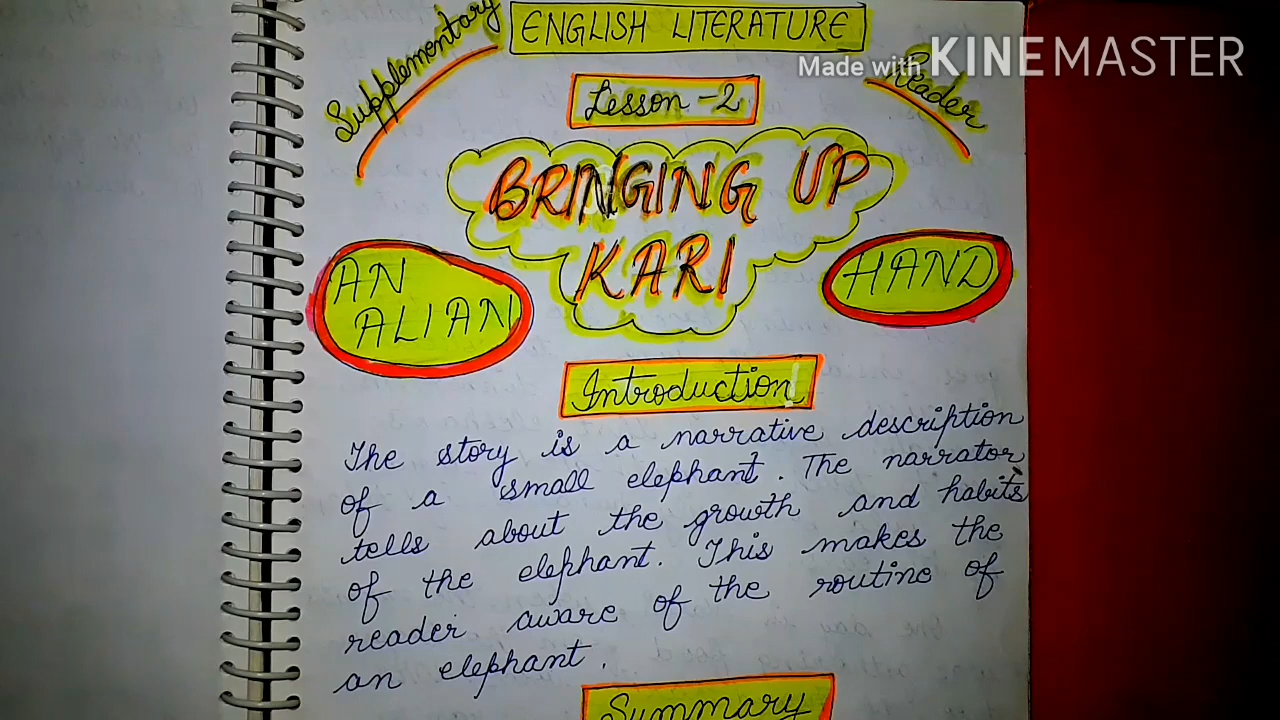 ENGLISH LITERATURE
Made with KINEMASTER
Supplementary Reader
Lesson - 2
BRINGING UP
KARI
AN
ALIAN
HAND
Introduction
The story is a narrative description
of a small elephant. The narrator
tells about the growth and habits
of the elephant. This makes the
reader aware of the routine of
an elephant.
Summary